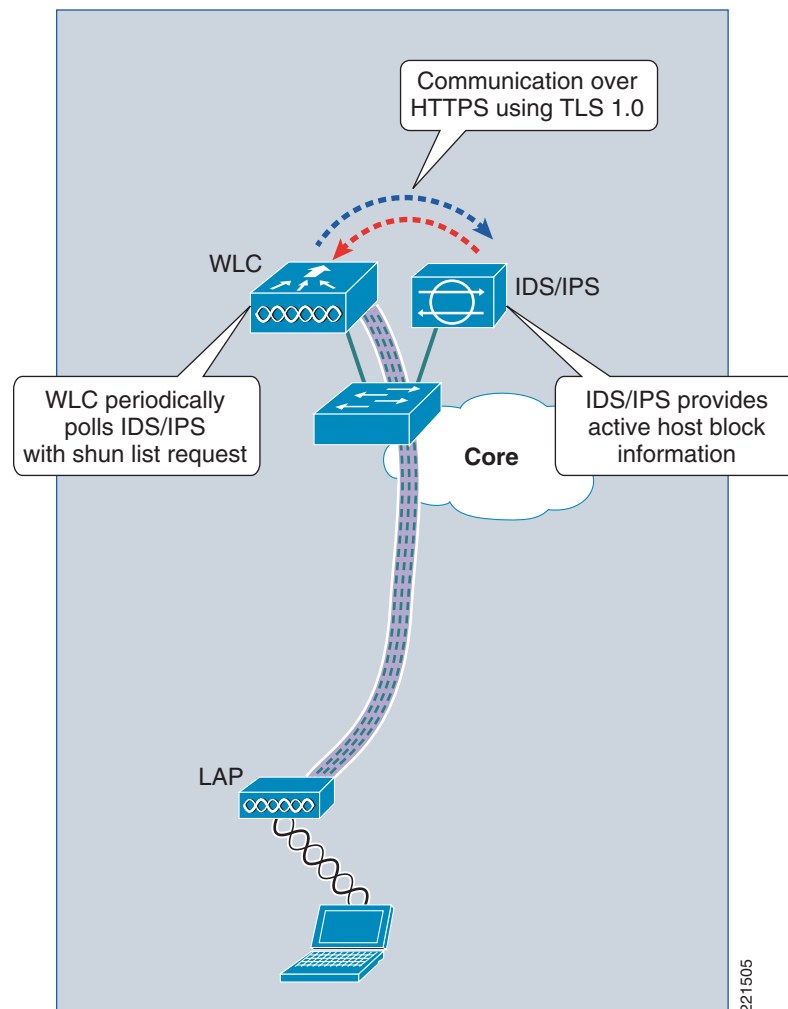 Communication over
HTTPS using TLS 1.0
WLC
IDS/IPS
WLC periodically
polls IDS/IPS
with shun list request
IDS/IPS provides
active host block
information
Core
LAP
221505